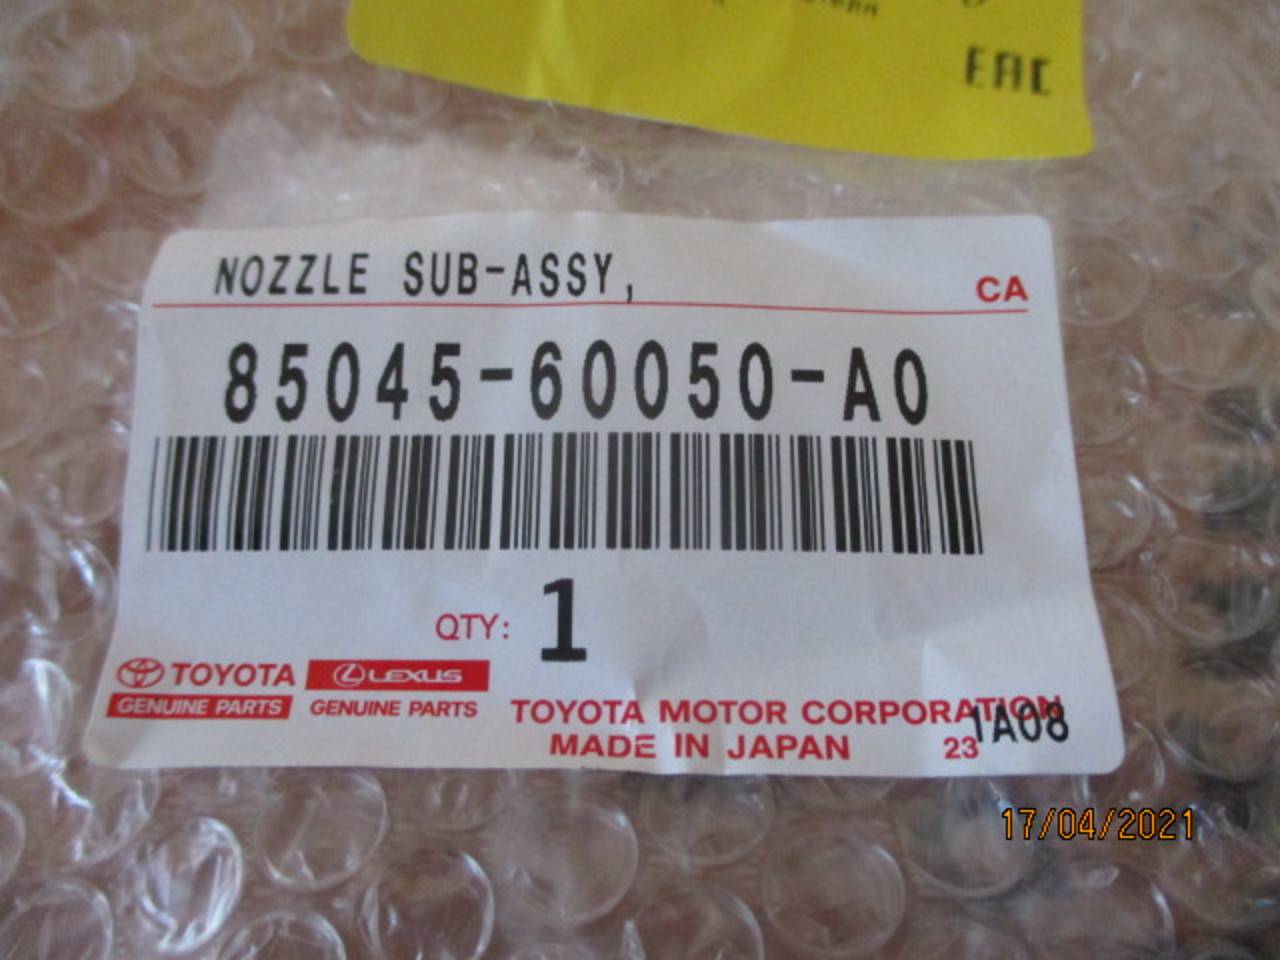 EAC
NOZZLE SUB-ASSY,
CA
85045-60050-A0
QTY: 1
TOYOTA LEXUS
GENUINE PARTS GENUINE PARTS
TOYOTA MOTOR CORPORATION
MADE IN JAPAN 23 1A08
17/04/2021